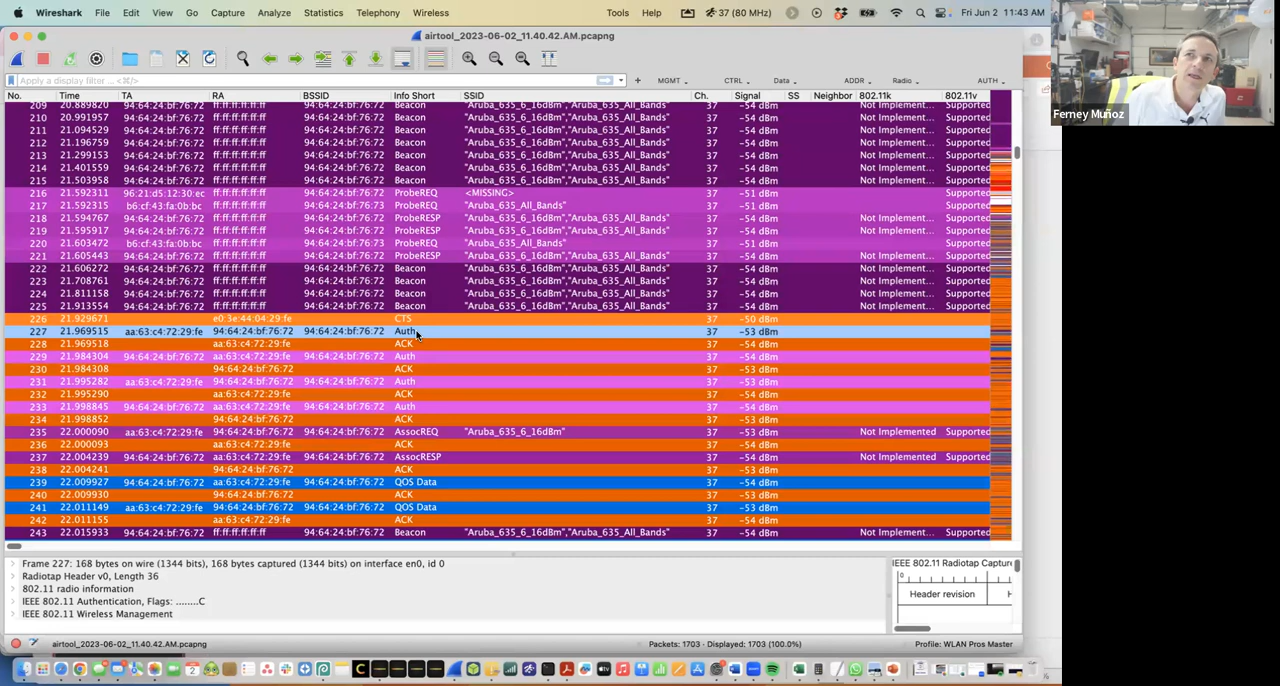 Wireshark File Edit View Go Capture Analyze Statistics Telephony Wireless Tools Help 37 (80 MHz) Fri Jun 2 11:43 AM
airtool_2023-06-02_11.40.42.AM.pcapng
Apply a display filter ... <⌘/> + MGMT CTRL Data ADDR Radio AUTH
No. Time TA RA BSSID Info Short SSID Ch. Signal SS Neighbor 802.11k 802.11v
209 20.889820 94:64:24:bf:76:72 ff:ff:ff:ff:ff:ff 94:64:24:bf:76:72 Beacon "Aruba_635_6_16dBm","Aruba_635_All_Bands" 37 -54 dBm Not Implement... Supported
210 20.991957 94:64:24:bf:76:72 ff:ff:ff:ff:ff:ff 94:64:24:bf:76:72 Beacon "Aruba_635_6_16dBm","Aruba_635_All_Bands" 37 -54 dBm Not Implement... Supported
211 21.094529 94:64:24:bf:76:72 ff:ff:ff:ff:ff:ff 94:64:24:bf:76:72 Beacon "Aruba_635_6_16dBm","Aruba_635_All_Bands" 37 -54 dBm Not Implement... Supported
212 21.196759 94:64:24:bf:76:72 ff:ff:ff:ff:ff:ff 94:64:24:bf:76:72 Beacon "Aruba_635_6_16dBm","Aruba_635_All_Bands" 37 -54 dBm Not Implement... Supported
213 21.299153 94:64:24:bf:76:72 ff:ff:ff:ff:ff:ff 94:64:24:bf:76:72 Beacon "Aruba_635_6_16dBm","Aruba_635_All_Bands" 37 -54 dBm Not Implement... Supported
214 21.401559 94:64:24:bf:76:72 ff:ff:ff:ff:ff:ff 94:64:24:bf:76:72 Beacon "Aruba_635_6_16dBm","Aruba_635_All_Bands" 37 -54 dBm Not Implement... Supported
215 21.503958 94:64:24:bf:76:72 ff:ff:ff:ff:ff:ff 94:64:24:bf:76:72 Beacon "Aruba_635_6_16dBm","Aruba_635_All_Bands" 37 -54 dBm Not Implement... Supported
216 21.592311 96:21:d5:12:30:ec ff:ff:ff:ff:ff:ff 94:64:24:bf:76:72 ProbeREQ <MISSING> 37 -51 dBm Supported
217 21.592315 b6:cf:43:fa:0b:bc ff:ff:ff:ff:ff:ff 94:64:24:bf:76:73 ProbeREQ "Aruba_635_All_Bands" 37 -51 dBm Supported
218 21.594767 94:64:24:bf:76:72 ff:ff:ff:ff:ff:ff 94:64:24:bf:76:72 ProbeRESP "Aruba_635_6_16dBm","Aruba_635_All_Bands" 37 -54 dBm Not Implement... Supported
219 21.595917 94:64:24:bf:76:72 ff:ff:ff:ff:ff:ff 94:64:24:bf:76:72 ProbeRESP "Aruba_635_6_16dBm","Aruba_635_All_Bands" 37 -54 dBm Not Implement... Supported
220 21.603472 b6:cf:43:fa:0b:bc ff:ff:ff:ff:ff:ff 94:64:24:bf:76:73 ProbeREQ "Aruba_635_All_Bands" 37 -51 dBm Supported
221 21.605443 94:64:24:bf:76:72 ff:ff:ff:ff:ff:ff 94:64:24:bf:76:72 ProbeRESP "Aruba_635_6_16dBm","Aruba_635_All_Bands" 37 -54 dBm Not Implement... Supported
222 21.606272 94:64:24:bf:76:72 ff:ff:ff:ff:ff:ff 94:64:24:bf:76:72 Beacon "Aruba_635_6_16dBm","Aruba_635_All_Bands" 37 -54 dBm Not Implement... Supported
223 21.708761 94:64:24:bf:76:72 ff:ff:ff:ff:ff:ff 94:64:24:bf:76:72 Beacon "Aruba_635_6_16dBm","Aruba_635_All_Bands" 37 -54 dBm Not Implement... Supported
224 21.811158 94:64:24:bf:76:72 ff:ff:ff:ff:ff:ff 94:64:24:bf:76:72 Beacon "Aruba_635_6_16dBm","Aruba_635_All_Bands" 37 -54 dBm Not Implement... Supported
225 21.913554 94:64:24:bf:76:72 ff:ff:ff:ff:ff:ff 94:64:24:bf:76:72 Beacon "Aruba_635_6_16dBm","Aruba_635_All_Bands" 37 -54 dBm Not Implement... Supported
226 21.929671 e0:3e:44:04:29:fe CTS 37 -50 dBm
227 21.969515 aa:63:c4:72:29:fe 94:64:24:bf:76:72 94:64:24:bf:76:72 Auth 37 -53 dBm
228 21.969518 aa:63:c4:72:29:fe ACK 37 -54 dBm
229 21.984304 94:64:24:bf:76:72 aa:63:c4:72:29:fe 94:64:24:bf:76:72 Auth 37 -54 dBm
230 21.984308 94:64:24:bf:76:72 ACK 37 -53 dBm
231 21.995282 aa:63:c4:72:29:fe 94:64:24:bf:76:72 94:64:24:bf:76:72 Auth 37 -53 dBm
232 21.995290 aa:63:c4:72:29:fe ACK 37 -54 dBm
233 21.998845 94:64:24:bf:76:72 aa:63:c4:72:29:fe 94:64:24:bf:76:72 Auth 37 -54 dBm
234 21.998852 94:64:24:bf:76:72 ACK 37 -53 dBm
235 22.000090 aa:63:c4:72:29:fe 94:64:24:bf:76:72 94:64:24:bf:76:72 AssocREQ "Aruba_635_6_16dBm" 37 -53 dBm Not Implemented Supported
236 22.000093 aa:63:c4:72:29:fe ACK 37 -54 dBm
237 22.004239 94:64:24:bf:76:72 aa:63:c4:72:29:fe 94:64:24:bf:76:72 AssocRESP 37 -54 dBm Not Implemented Supported
238 22.004241 94:64:24:bf:76:72 ACK 37 -53 dBm
239 22.009927 94:64:24:bf:76:72 aa:63:c4:72:29:fe 94:64:24:bf:76:72 QOS Data 37 -54 dBm
240 22.009930 94:64:24:bf:76:72 ACK 37 -53 dBm
241 22.011149 aa:63:c4:72:29:fe 94:64:24:bf:76:72 94:64:24:bf:76:72 QOS Data 37 -53 dBm
242 22.011155 aa:63:c4:72:29:fe ACK 37 -54 dBm
243 22.015933 94:64:24:bf:76:72 ff:ff:ff:ff:ff:ff 94:64:24:bf:76:72 Beacon "Aruba_635_6_16dBm","Aruba_635_All_Bands" 37 -54 dBm Not Implement... Supported
Frame 227: 168 bytes on wire (1344 bits), 168 bytes captured (1344 bits) on interface en0, id 0
Radiotap Header v0, Length 36
802.11 radio information
IEEE 802.11 Authentication, Flags: ........C
IEEE 802.11 Wireless Management
IEEE 802.11 Radiotap Captur
0
Header revision H
airtool_2023-06-02_11.40.42.AM.pcapng Packets: 1703 · Displayed: 1703 (100.0%) Profile: WLAN Pros Master
Ferney Muñoz